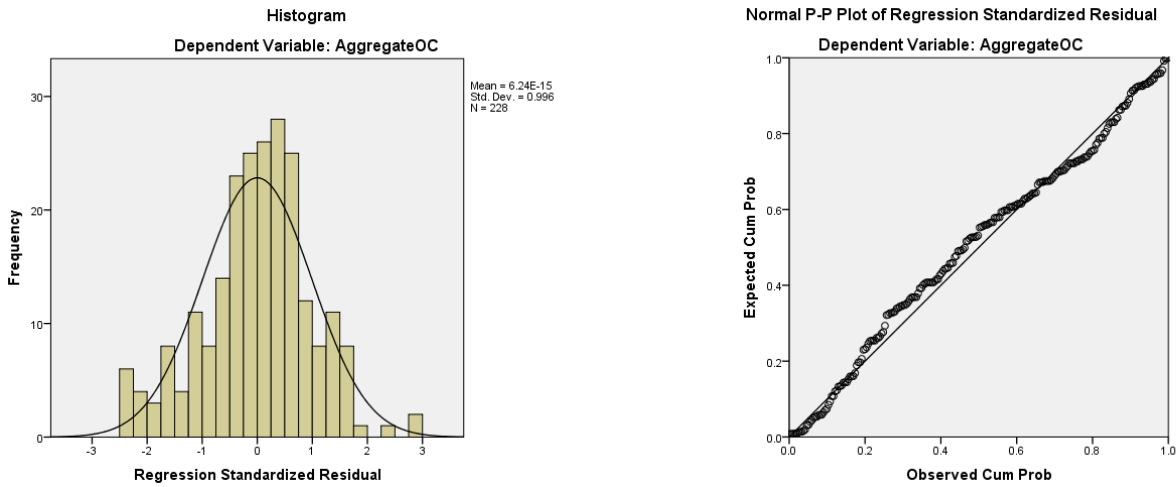 Histogram
Dependent Variable: AggregateOC
Mean = 6.24E-15
Std. Dev. = 0.996
N = 228
Frequency
30
20
10
0
-3 -2 -1 0 1 2 3
Regression Standardized Residual
Normal P-P Plot of Regression Standardized Residual
Dependent Variable: AggregateOC
Expected Cum Prob
1.0
0.8
0.6
0.4
0.2
0.0
0.0 0.2 0.4 0.6 0.8 1.0
Observed Cum Prob